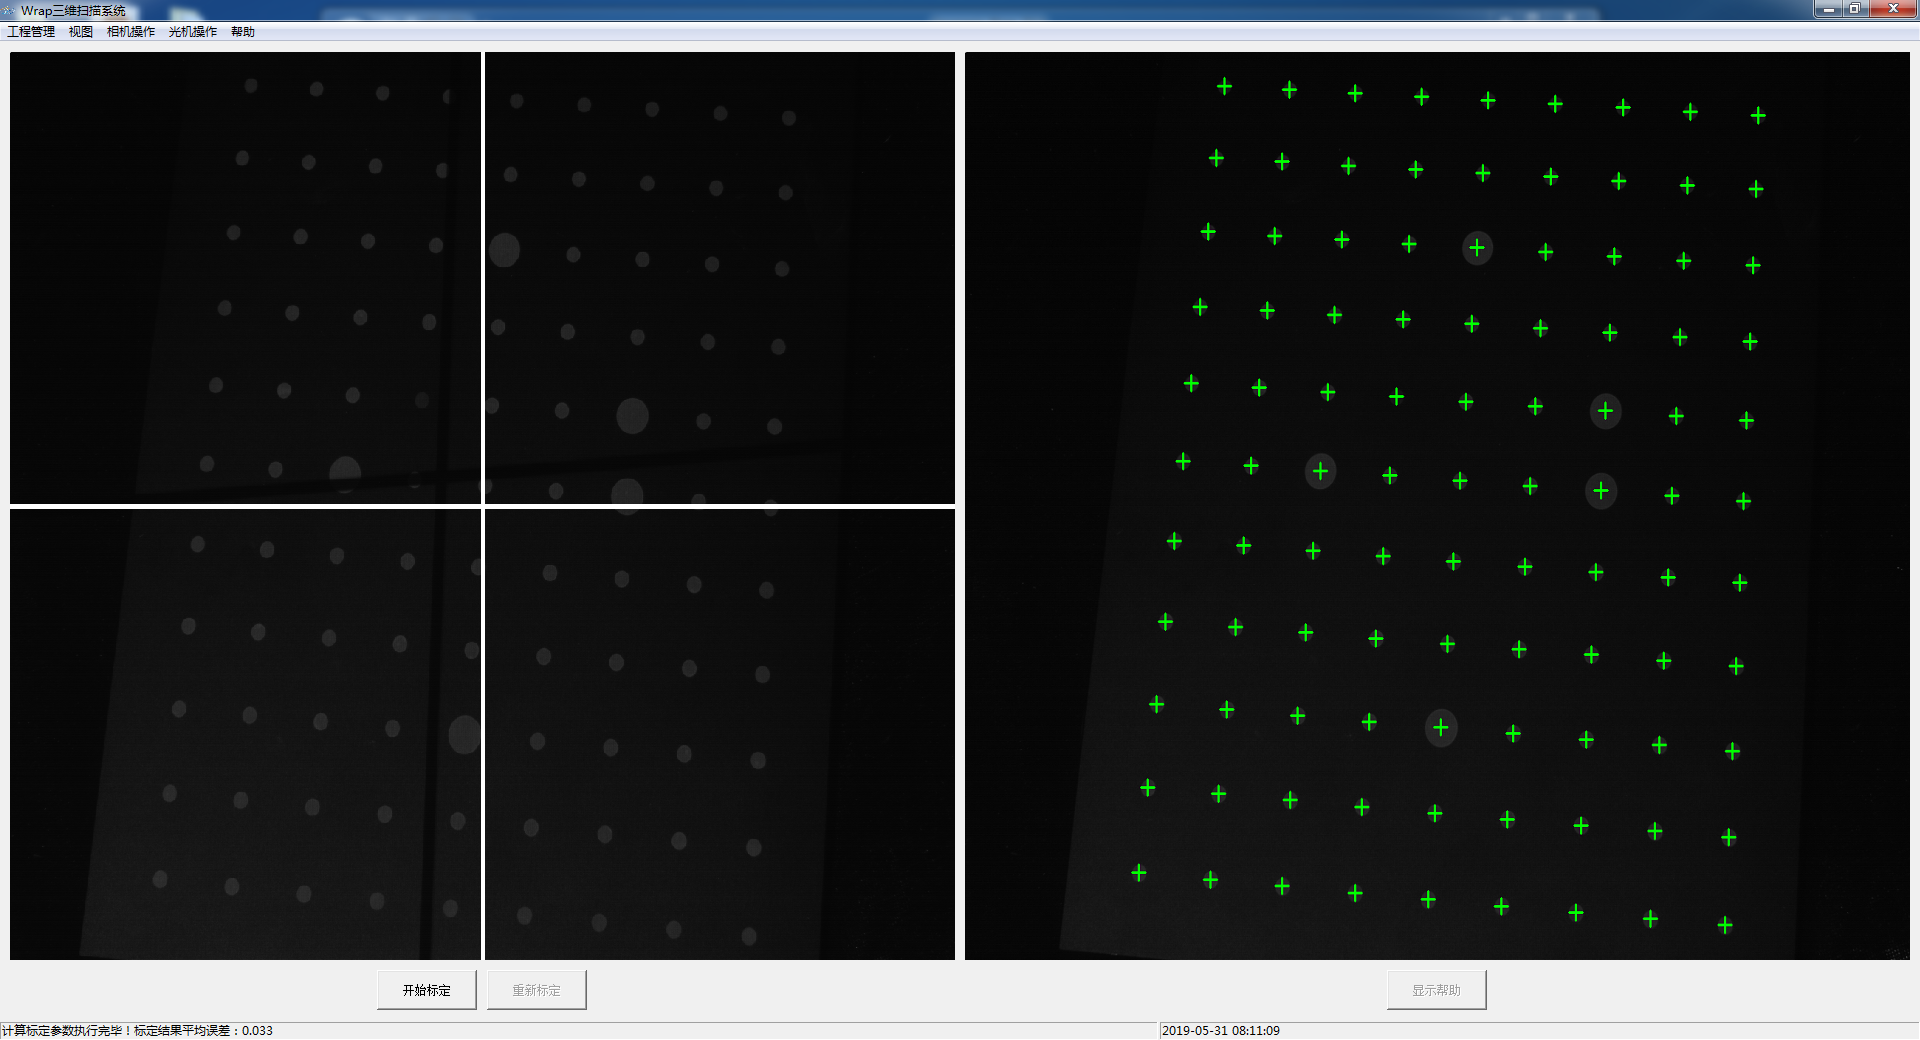 Wrap三维扫描系统
工程管理 视图 相机操作 光机操作 帮助
开始标定 重新标定 显示帮助
计算标定参数执行完毕！标定结果平均误差：0.033 2019-05-31 08:11:09